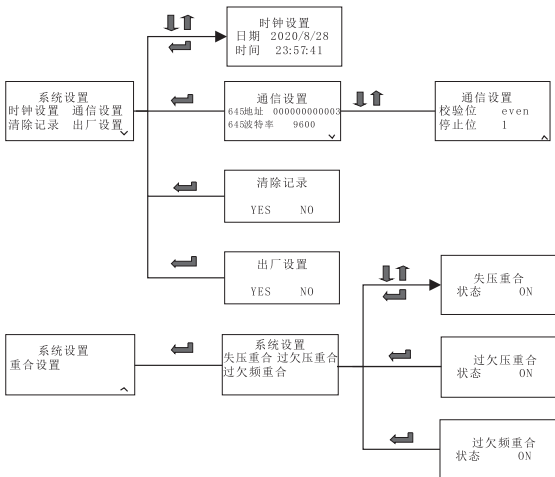 时钟设置
日期 2020/8/28
时间 23:57:41
系统设置
时钟设置 通信设置
清除记录 出厂设置
通信设置
645地址 000000000003
645波特率 9600
通信设置
校验位 even
停止位 1
清除记录
YES NO
出厂设置
YES NO
系统设置
重合设置
系统设置
失压重合 过欠压重合
过欠频重合
失压重合
状态 ON
过欠压重合
状态 ON
过欠频重合
状态 ON